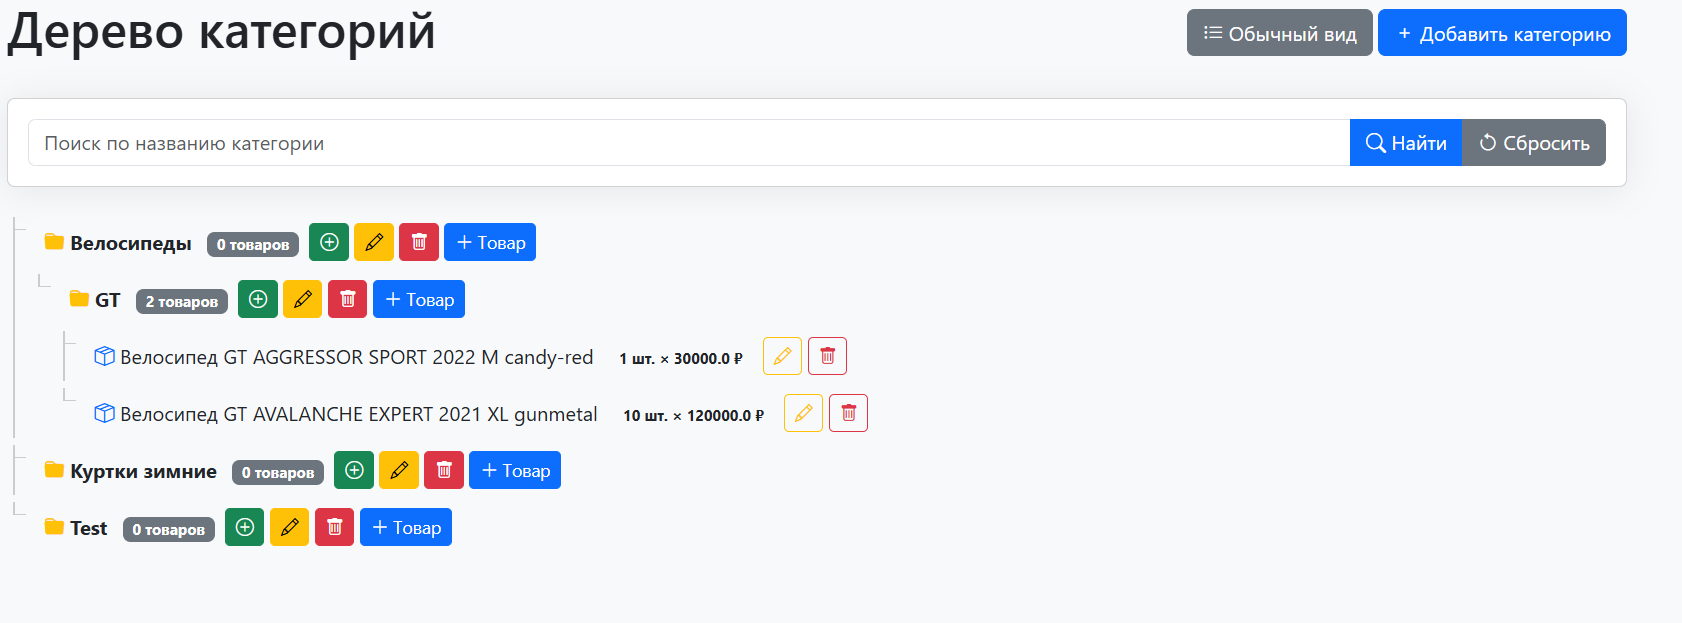 Дерево категорий
Обычный вид
+ Добавить категорию
Поиск по названию категории
Найти
Сбросить
Велосипеды 0 товаров + Товар
GT 2 товаров + Товар
Велосипед GT AGGRESSOR SPORT 2022 M candy-red 1 шт. × 30000.0 ₽
Велосипед GT AVALANCHE EXPERT 2021 XL gunmetal 10 шт. × 120000.0 ₽
Куртки зимние 0 товаров + Товар
Test 0 товаров + Товар